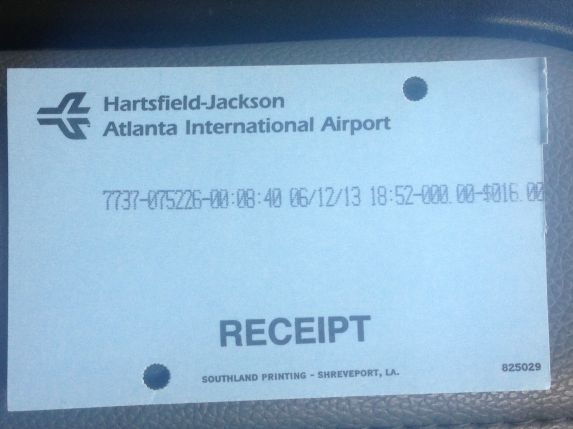 Hartsfield-Jackson
Atlanta International Airport
7737-075226-00:08:40 06/12/13 18:52-000.00-$016.00
RECEIPT
SOUTHLAND PRINTING - SHREVEPORT, LA.
825029